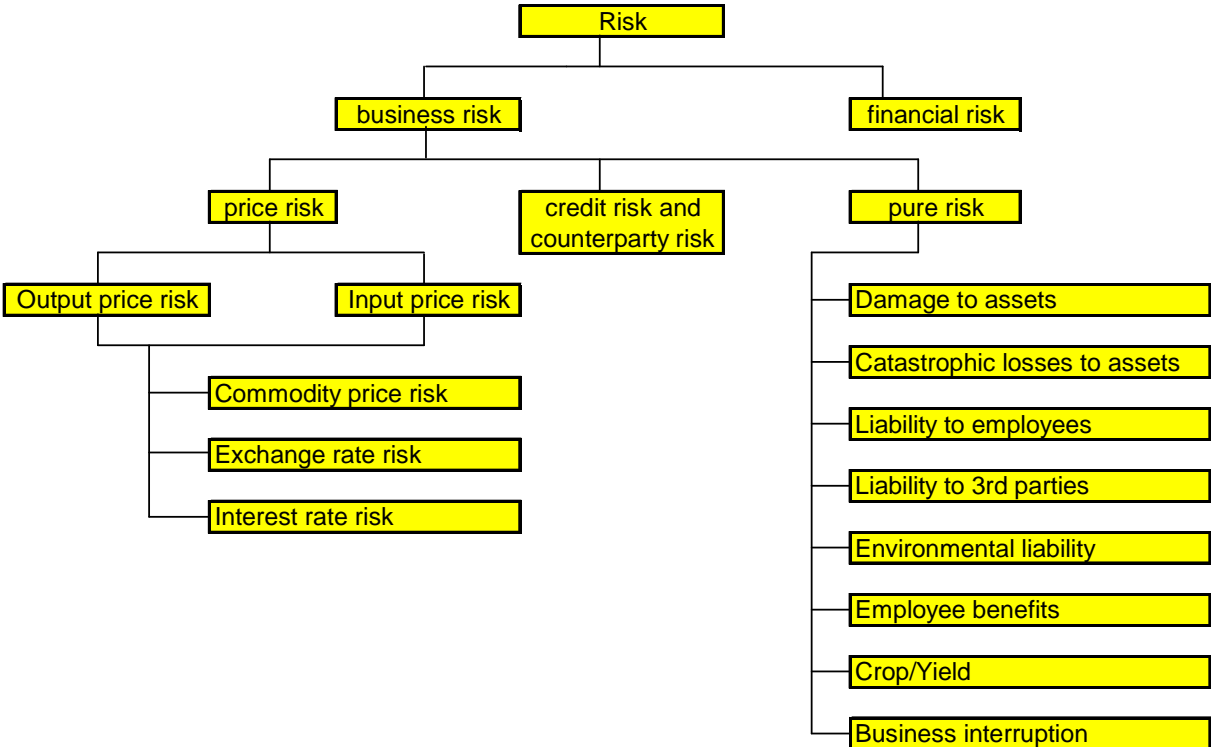 Risk
business risk
financial risk
price risk
credit risk and
counterparty risk
pure risk
Output price risk
Input price risk
Commodity price risk
Exchange rate risk
Interest rate risk
Damage to assets
Catastrophic losses to assets
Liability to employees
Liability to 3rd parties
Environmental liability
Employee benefits
Crop/Yield
Business interruption